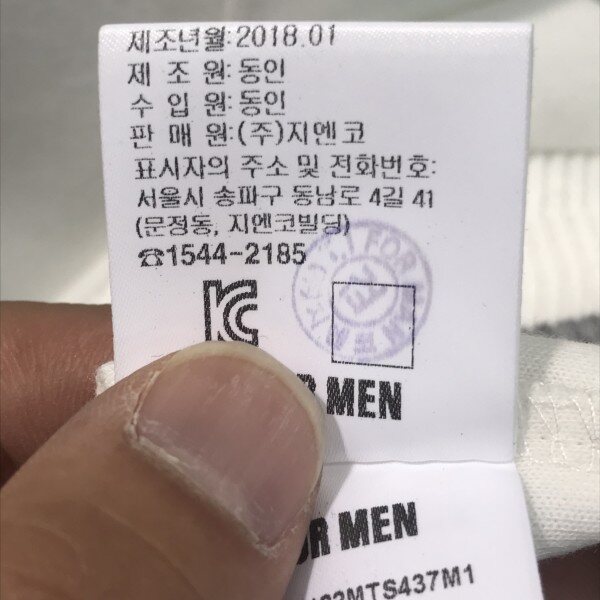 제조년월:2018.01
제 조 원:동인
수 입 원:동인
판 매 원:(주)지엔코
표시자의 주소 및 전화번호:
서울시 송파구 동남로 4길 41
(문정동, 지엔코빌딩)
☎1544-2185
KC
MEN
MEN